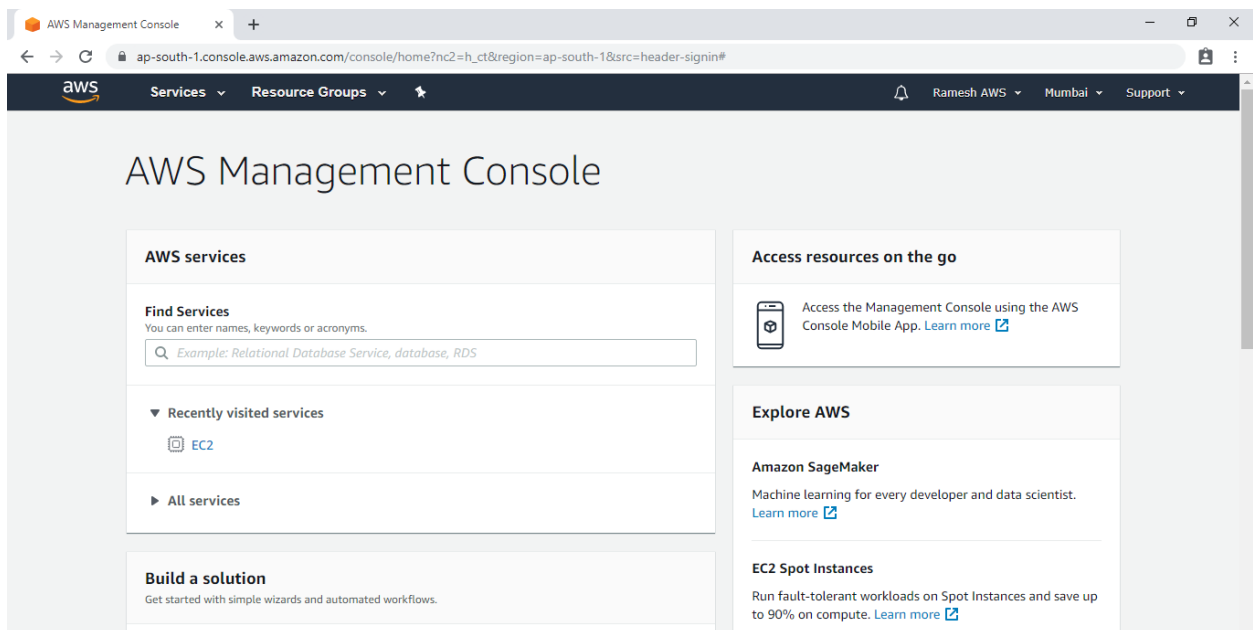 AWS Management Console
ap-south-1.console.aws.amazon.com/console/home?nc2=h_ct&region=ap-south-1&src=header-signin#
aws Services Resource Groups Ramesh AWS Mumbai Support
AWS Management Console
AWS services
Find Services
You can enter names, keywords or acronyms.
Example: Relational Database Service, database, RDS
Recently visited services
EC2
All services
Build a solution
Get started with simple wizards and automated workflows.
Access resources on the go
Access the Management Console using the AWS
Console Mobile App. Learn more
Explore AWS
Amazon SageMaker
Machine learning for every developer and data scientist.
Learn more
EC2 Spot Instances
Run fault-tolerant workloads on Spot Instances and save up
to 90% on compute. Learn more